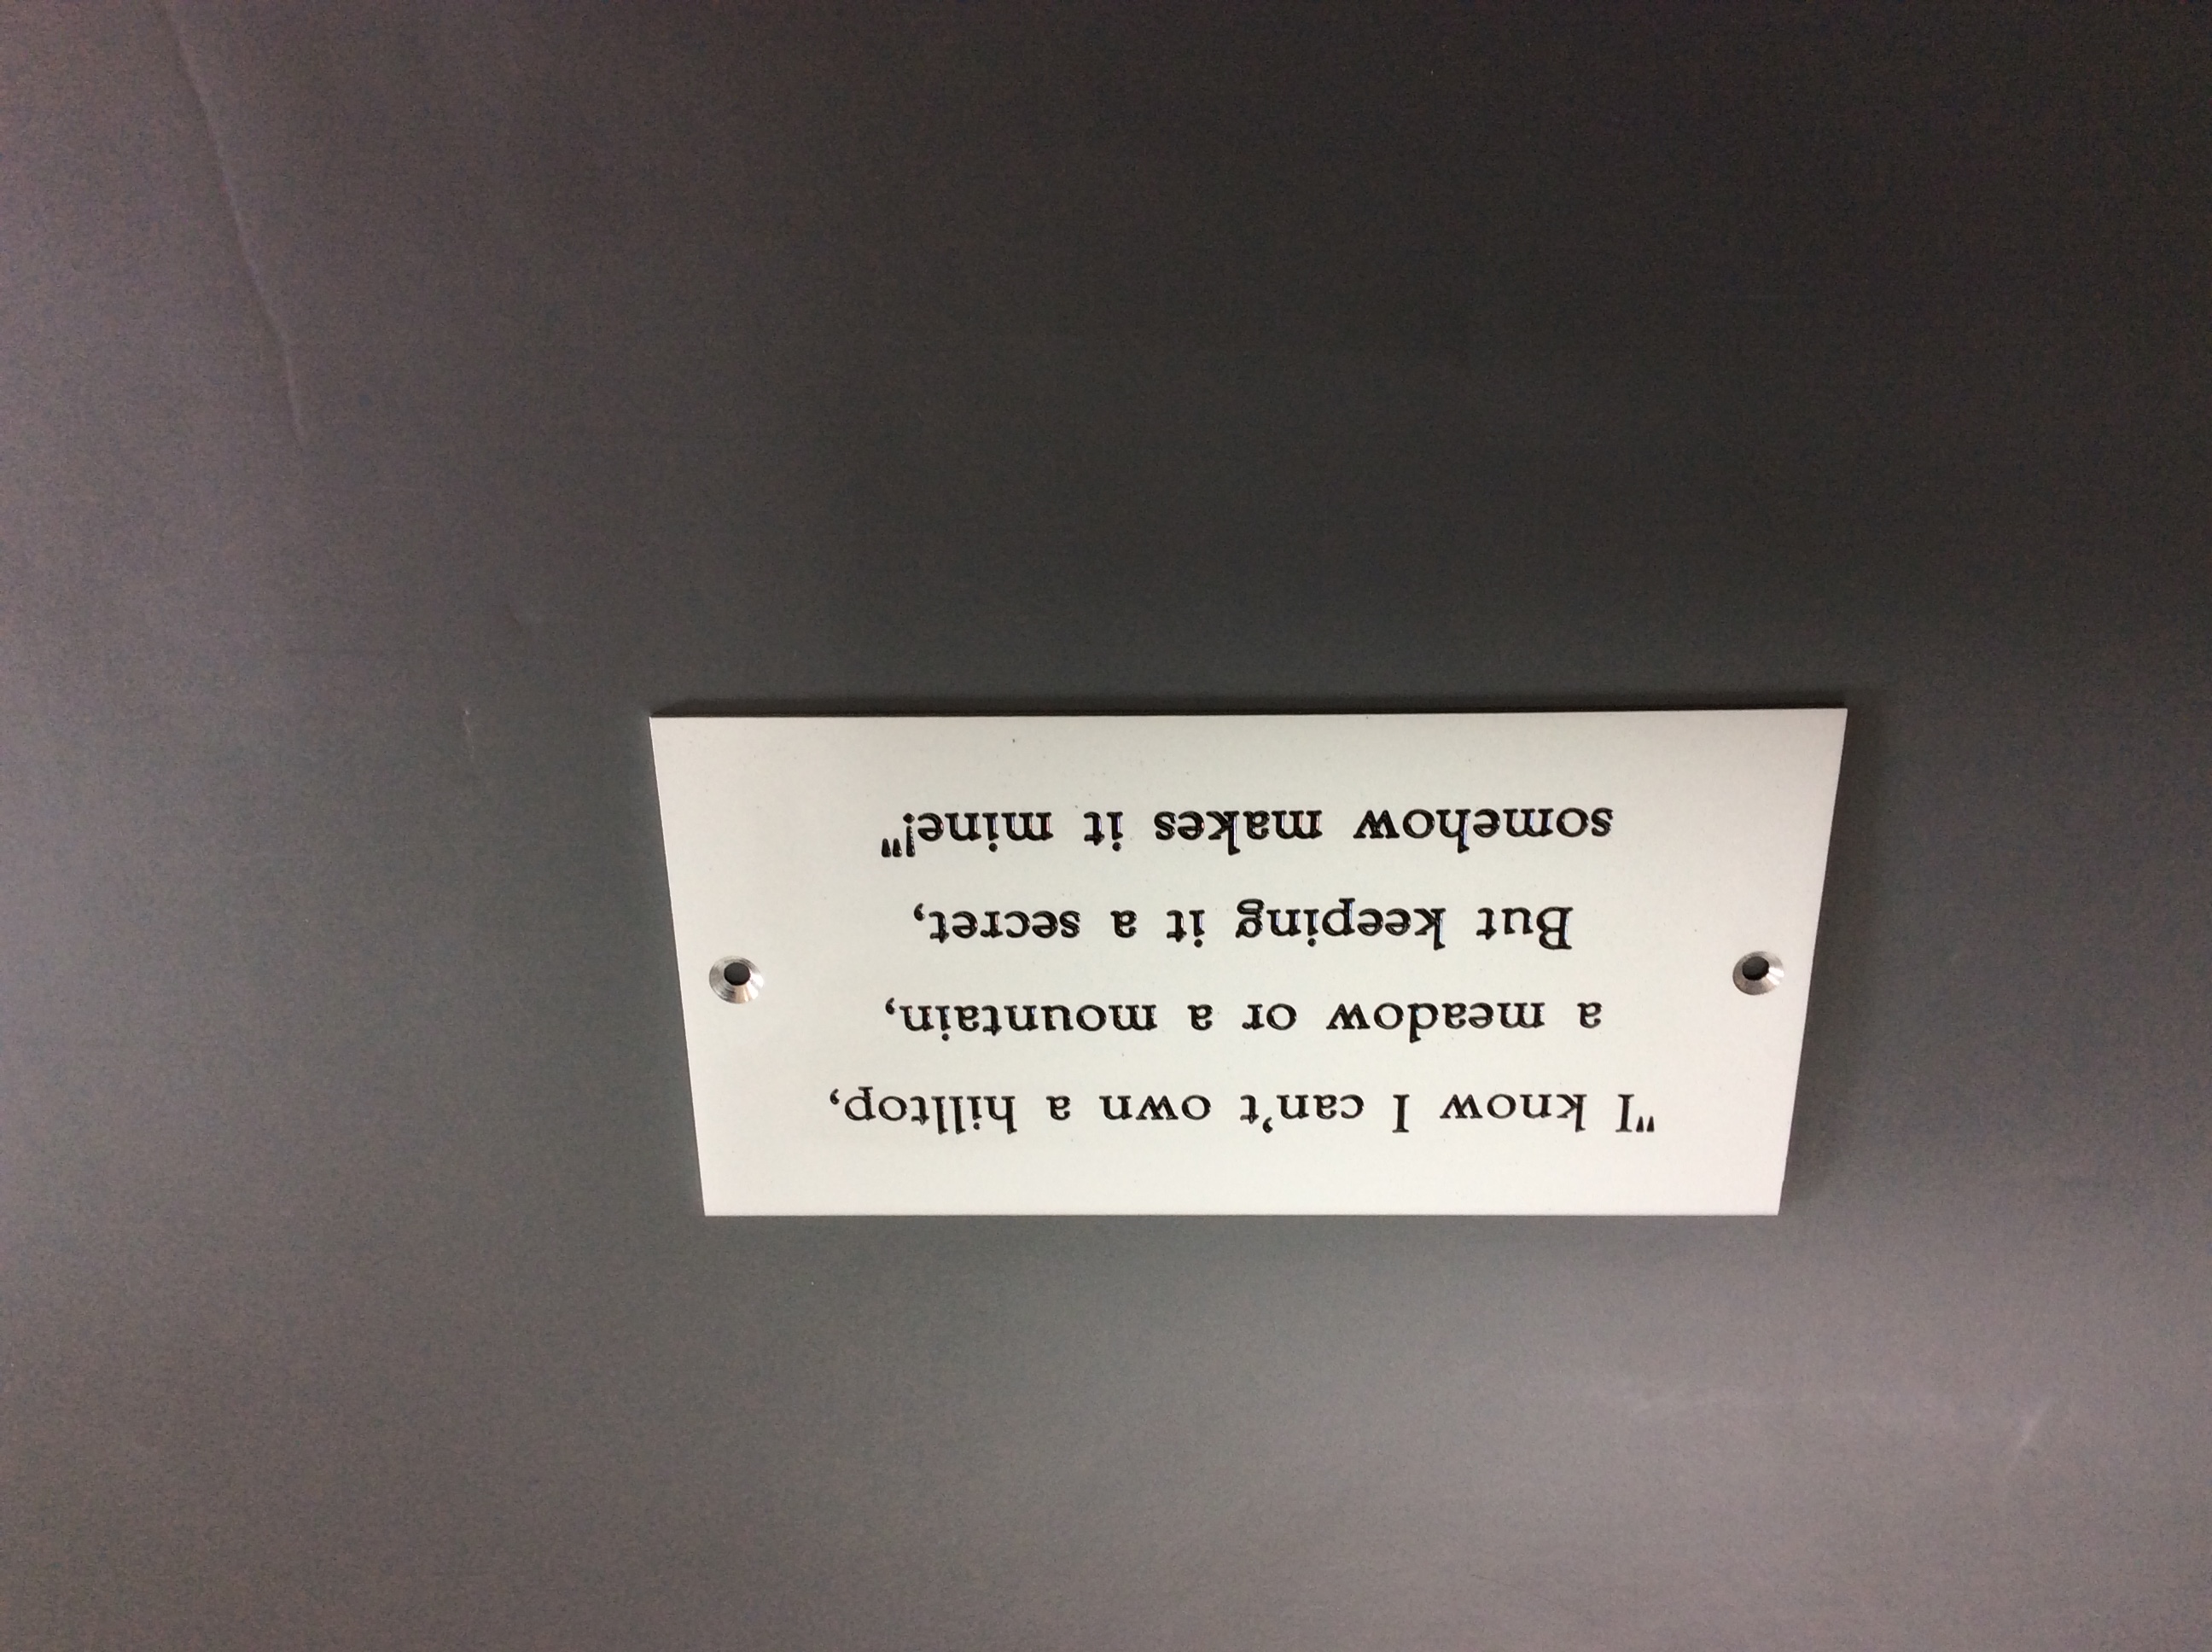 "I know I can't own a hilltop,
a meadow or a mountain,
But keeping it a secret,
somehow makes it mine!"